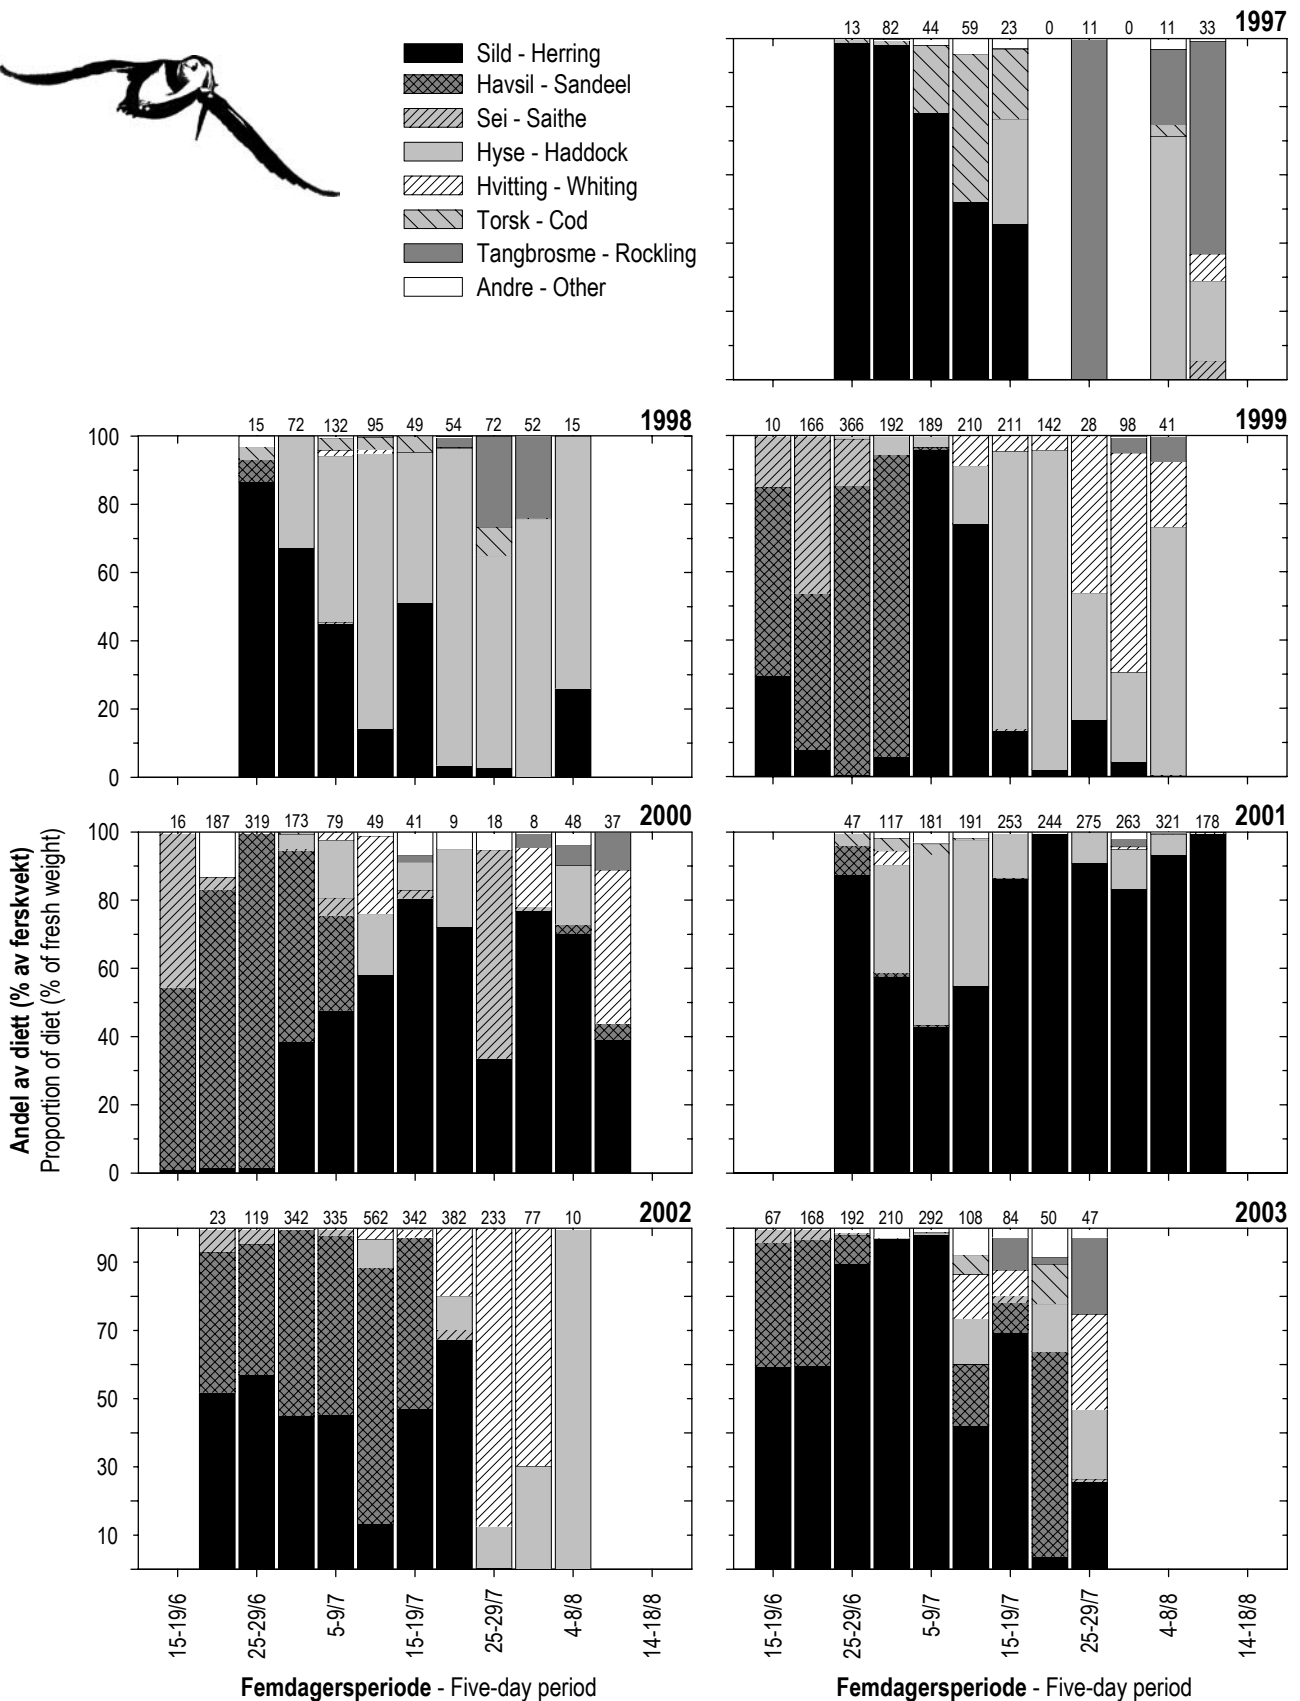 Sild - Herring
Havsil - Sandeel
Sei - Saithe
Hyse - Haddock
Hvitting - Whiting
Torsk - Cod
Tangbrosme - Rockling
Andre - Other
1997
13 82 44 59 23 0 11 0 11 33
1998
15 72 132 95 49 54 72 52 15
100
80
60
40
20
0
1999
10 166 366 192 189 210 211 142 28 98 41
2000
16 187 319 173 79 49 41 9 18 8 48 37
100
80
60
40
20
0
2001
47 117 181 191 253 244 275 263 321 178
2002
23 119 342 335 562 342 382 233 77 10
90
70
50
30
10
2003
67 168 192 210 292 108 84 50 47
Andel av diett (% av ferskvekt)
Proportion of diet (% of fresh weight)
15-19/6 25-29/6 5-9/7 15-19/7 25-29/7 4-8/8 14-18/8
15-19/6 25-29/6 5-9/7 15-19/7 25-29/7 4-8/8 14-18/8
Femdagersperiode - Five-day period
Femdagersperiode - Five-day period